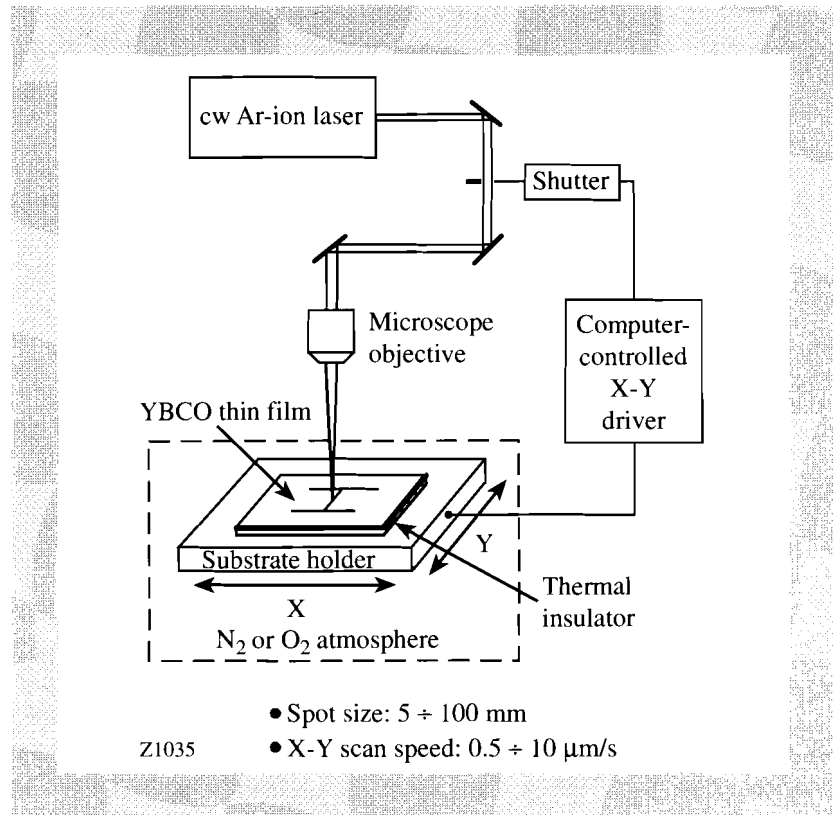 cw Ar-ion laser
Shutter
Microscope
objective
Computer-
controlled
X-Y
driver
YBCO thin film
Substrate holder
Y
X
Thermal
insulator
N₂ or O₂ atmosphere
• Spot size: 5 ÷ 100 mm
Z1035
• X-Y scan speed: 0.5 ÷ 10 µm/s